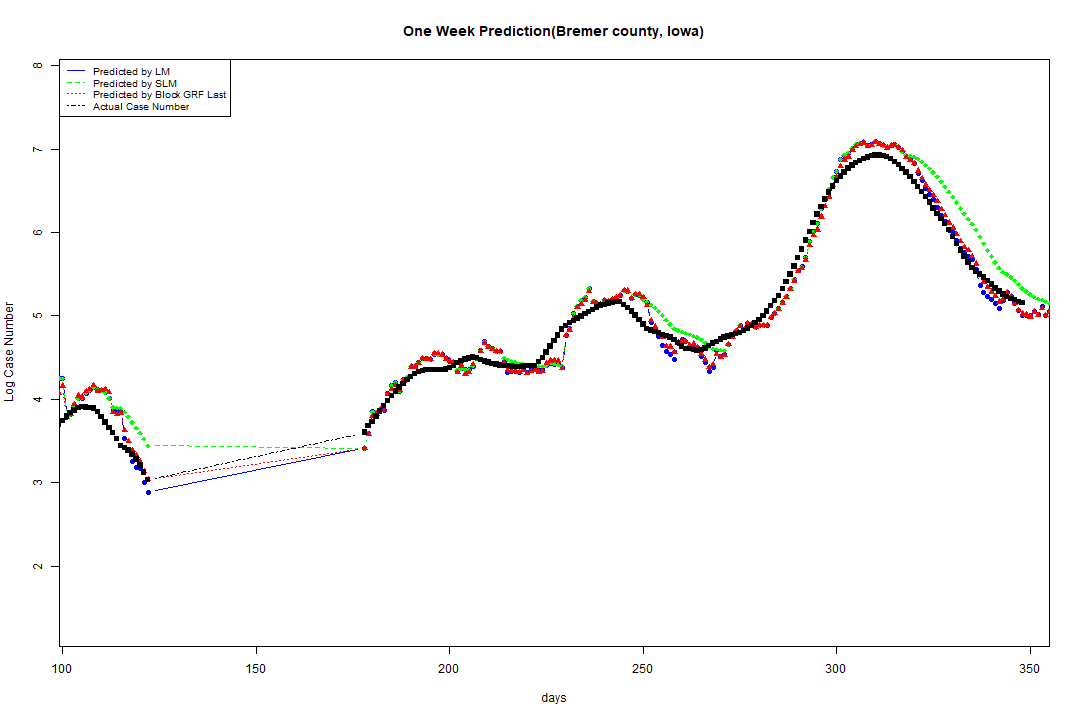 One Week Prediction(Bremer county, Iowa)
Predicted by LM
Predicted by SLM
Predicted by Block GRF Last
Actual Case Number
8
7
6
5
4
3
2
Log Case Number
100 150 200 250 300 350
days